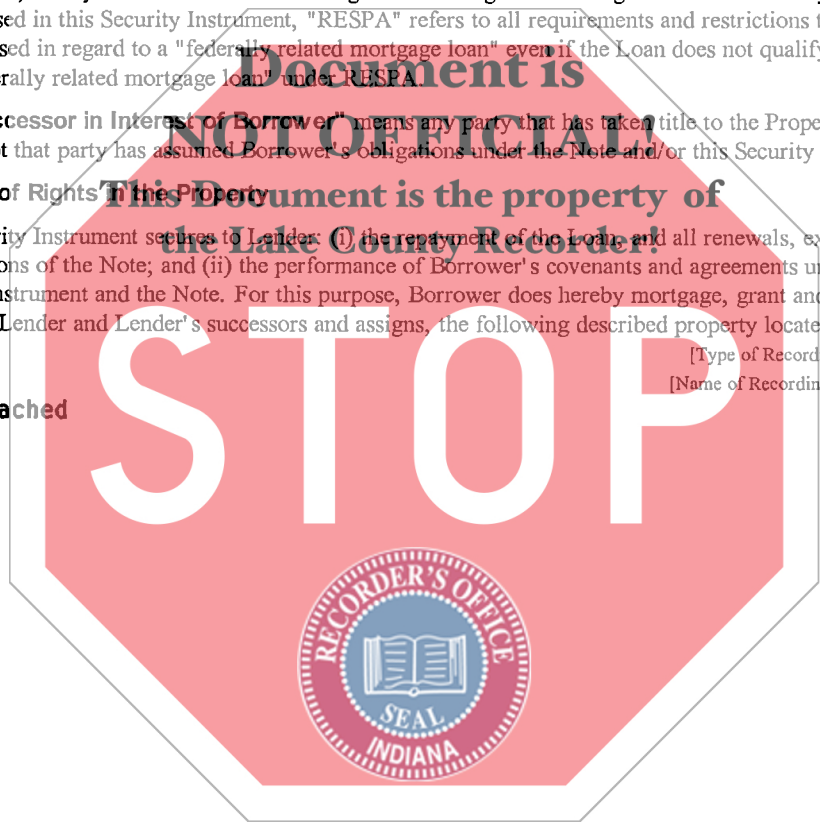 sed in this Security Instrument, "RESPA" refers to all requirements and restrictions
sed in regard to a "federally related mortgage loan" even if the Loan does not qualify
rally related mortgage loan" under RESPA.
Document is
ccessor in Interest of Borrower" means any party that has taken title to the Prope
NOT OFFICIAL!
t that party has assumed Borrower's obligations under the Note and/or this Security
of Rights in the Property
This Document is the property of
the Lake County Recorder!
ity Instrument secures to Lender: (i) the repayment of the Loan, and all renewals, ex
ons of the Note; and (ii) the performance of Borrower's covenants and agreements u
nstrument and the Note. For this purpose, Borrower does hereby mortgage, grant and
Lender and Lender's successors and assigns, the following described property locate
[Type of Record
[Name of Recordin
ached
STOP
RECORDER'S OFFICE
SEAL
INDIANA